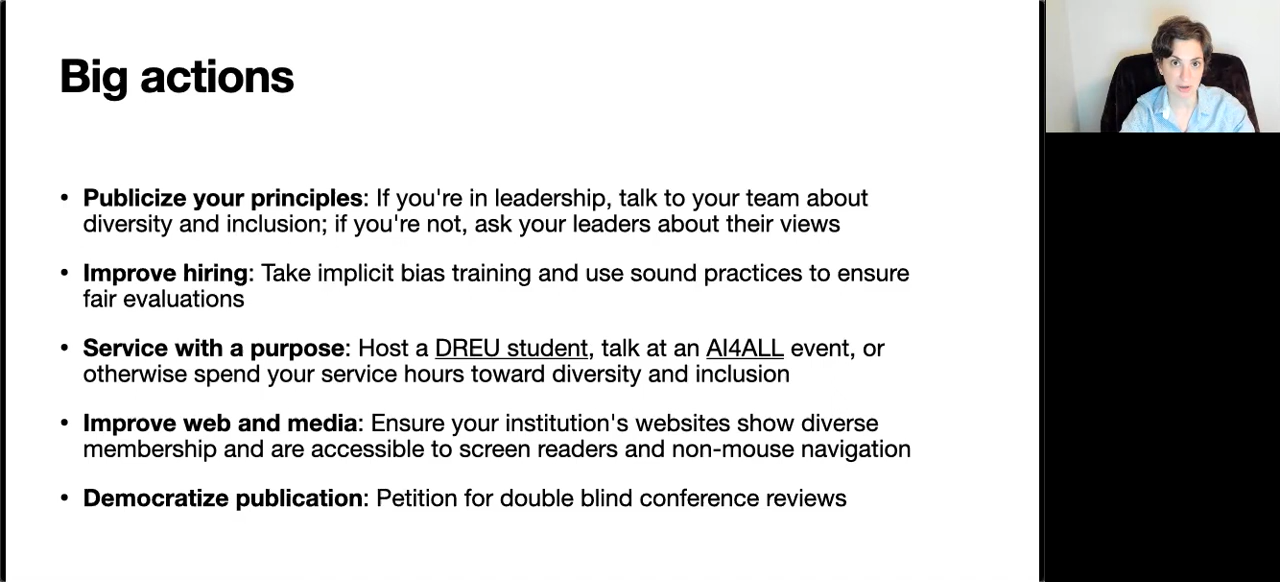 Big actions
• Publicize your principles: If you're in leadership, talk to your team about
diversity and inclusion; if you're not, ask your leaders about their views
• Improve hiring: Take implicit bias training and use sound practices to ensure
fair evaluations
• Service with a purpose: Host a DREU student, talk at an AI4ALL event, or
otherwise spend your service hours toward diversity and inclusion
• Improve web and media: Ensure your institution's websites show diverse
membership and are accessible to screen readers and non-mouse navigation
• Democratize publication: Petition for double blind conference reviews